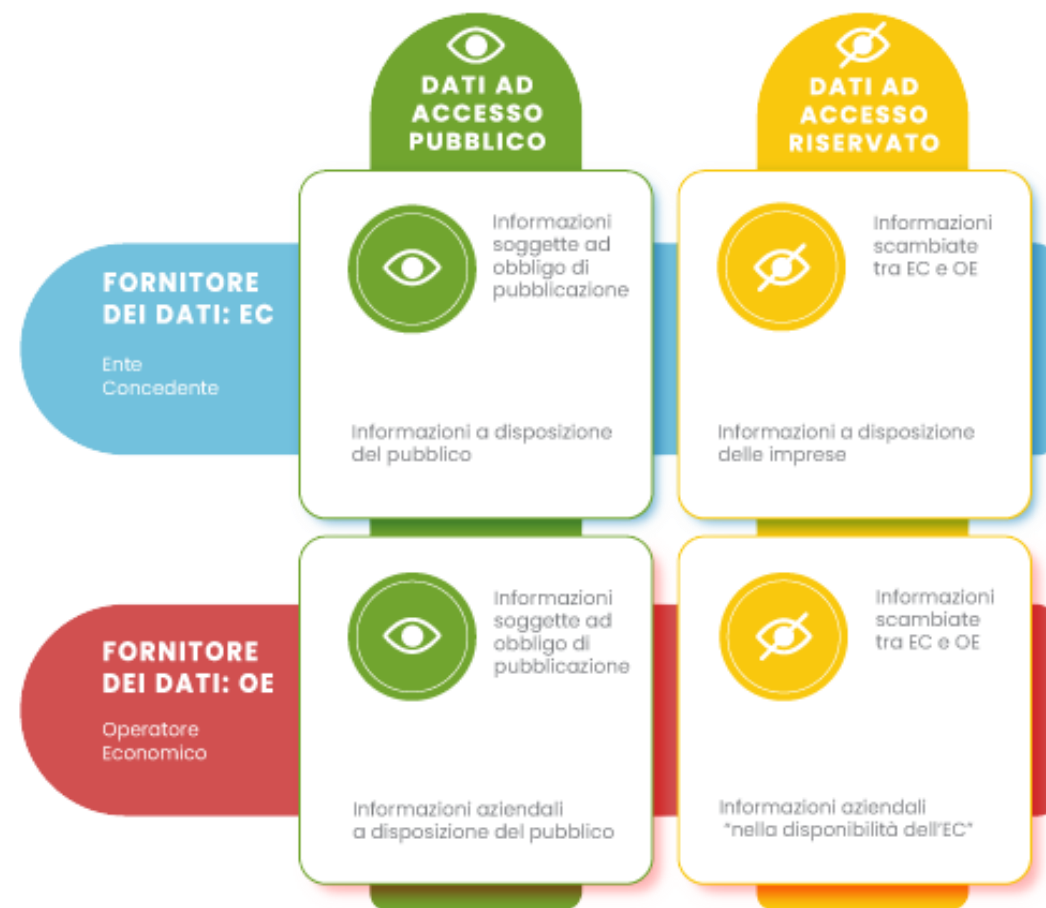 DATI AD
ACCESSO
PUBBLICO
DATI AD
ACCESSO
RISERVATO
FORNITORE
DEI DATI: EC
Ente
Concedente
Informazioni
soggette ad
obbligo di
pubblicazione
Informazioni a disposizione
del pubblico
Informazioni
scambiate
tra EC e OE
Informazioni a disposizione
delle imprese
FORNITORE
DEI DATI: OE
Operatore
Economico
Informazioni
soggette ad
obbligo di
pubblicazione
Informazioni aziendali
a disposizione del pubblico
Informazioni
scambiate
tra EC e OE
Informazioni aziendali
"nella disponibilità dell'EC"